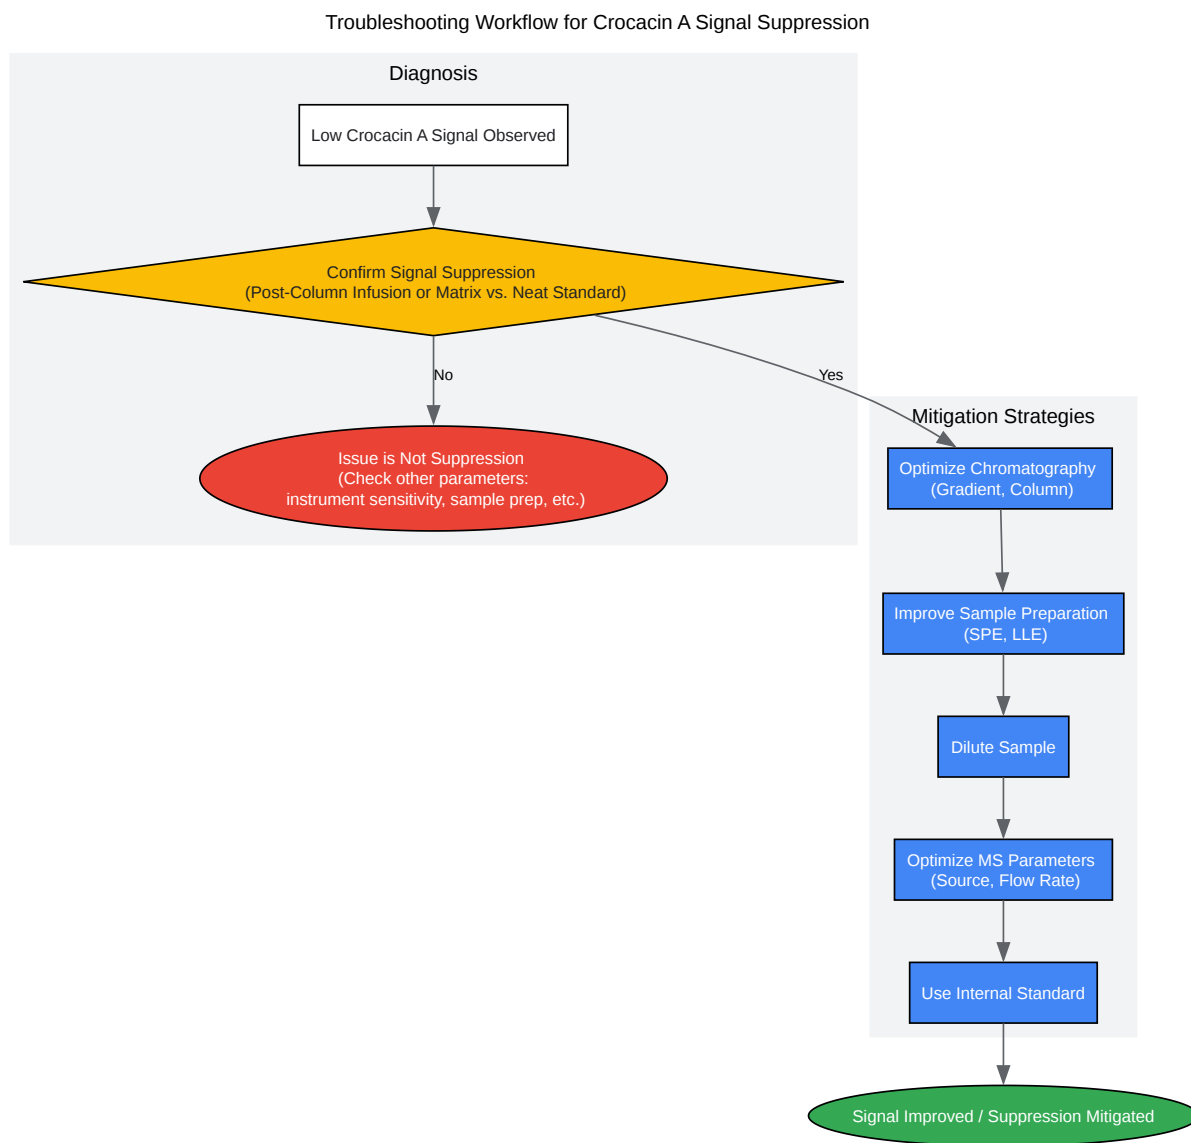 Troubleshooting Workflow for Crocacin A Signal Suppression
Diagnosis
Low Crocacin A Signal Observed
Confirm Signal Suppression
(Post-Column Infusion or Matrix vs. Neat Standard)
No
Yes
Issue is Not Suppression
(Check other parameters:
instrument sensitivity, sample prep, etc.)
Mitigation Strategies
Optimize Chromatography
(Gradient, Column)
Improve Sample Preparation
(SPE, LLE)
Dilute Sample
Optimize MS Parameters
(Source, Flow Rate)
Use Internal Standard
Signal Improved / Suppression Mitigated